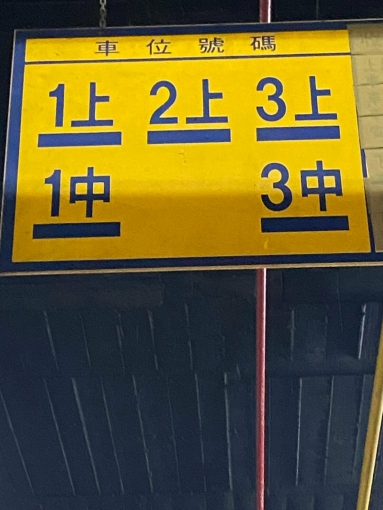 車位號碼
1上 2上 3上
1中 3中